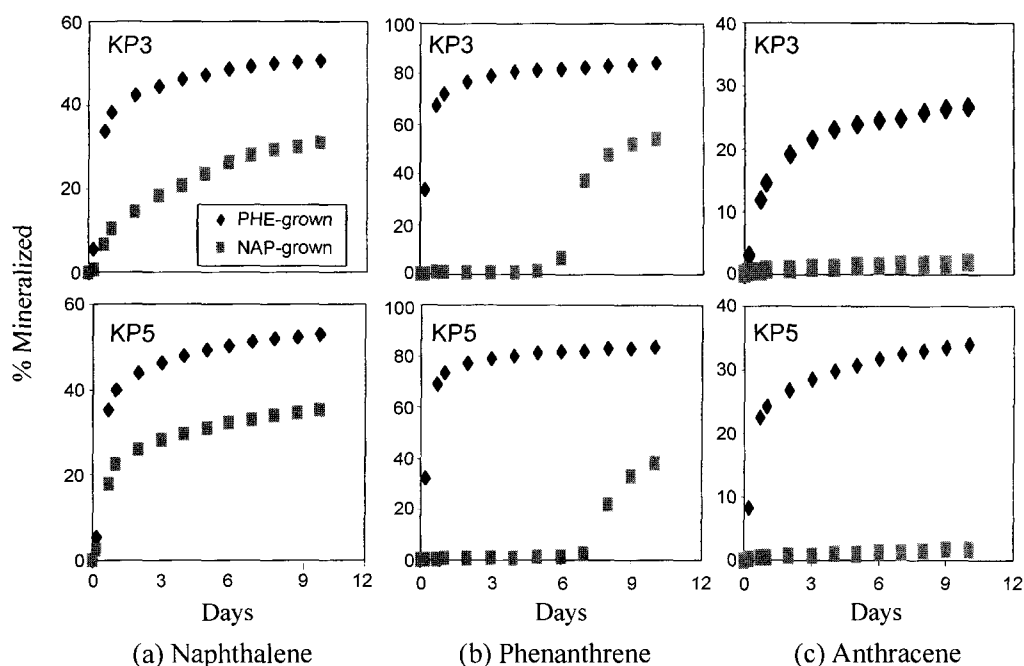 KP3
KP3
KP3
60
40
20
0
100
80
60
40
20
0
40
30
20
10
0
PHE-grown
NAP-grown
% Mineralized
KP5
KP5
KP5
60
40
20
0
100
80
60
40
20
0
40
30
20
10
0
0 3 6 9 12
0 3 6 9 12
0 3 6 9 12
Days
Days
Days
(a) Naphthalene
(b) Phenanthrene
(c) Anthracene